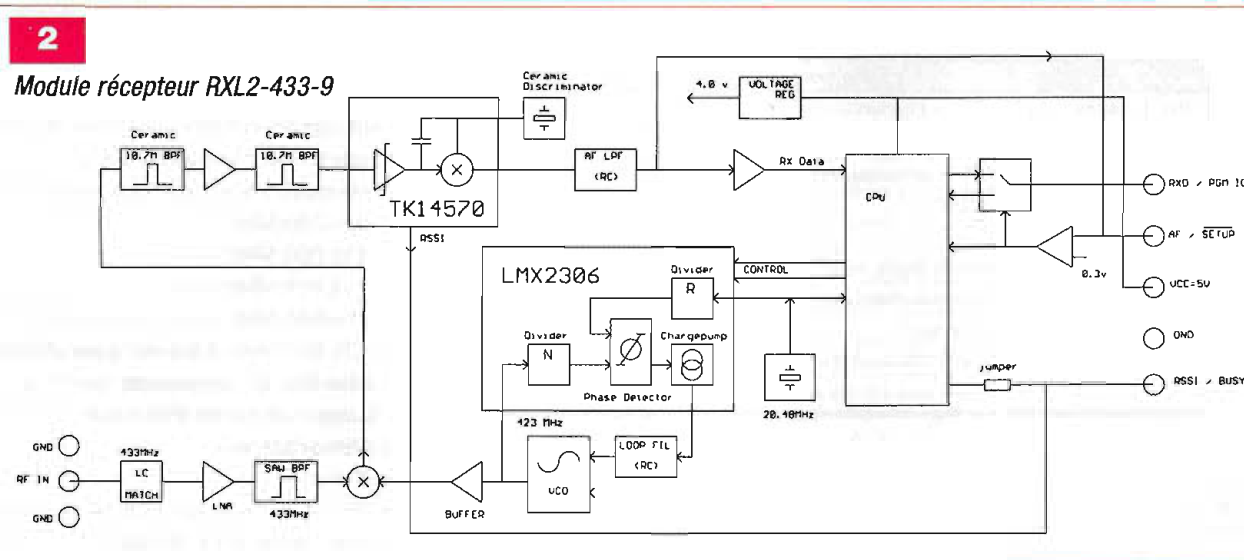 2
Module récepteur RXL2-433-9
Ceramic
10.7M BPF
Ceramic
10.7M BPF
TK14570
Ceramic
Discriminator
AF LPF
(RC)
4.0 v
VOLTAGE
REG
RX Data
CPU
RXD / PGM IO
AF / SETUP
0.3v
VCC=5V
GND
jumper
RSSI / BUSY
RSSI
LMX2306
Divider
R
CONTROL
Divider
N
Chargepump
Phase Detector
20.48MHz
423 MHz
VCO
LOOP FIL
(RC)
BUFFER
GND
RF IN
GND
433MHz
LC
MATCH
LNA
SAW BPF
433MHz